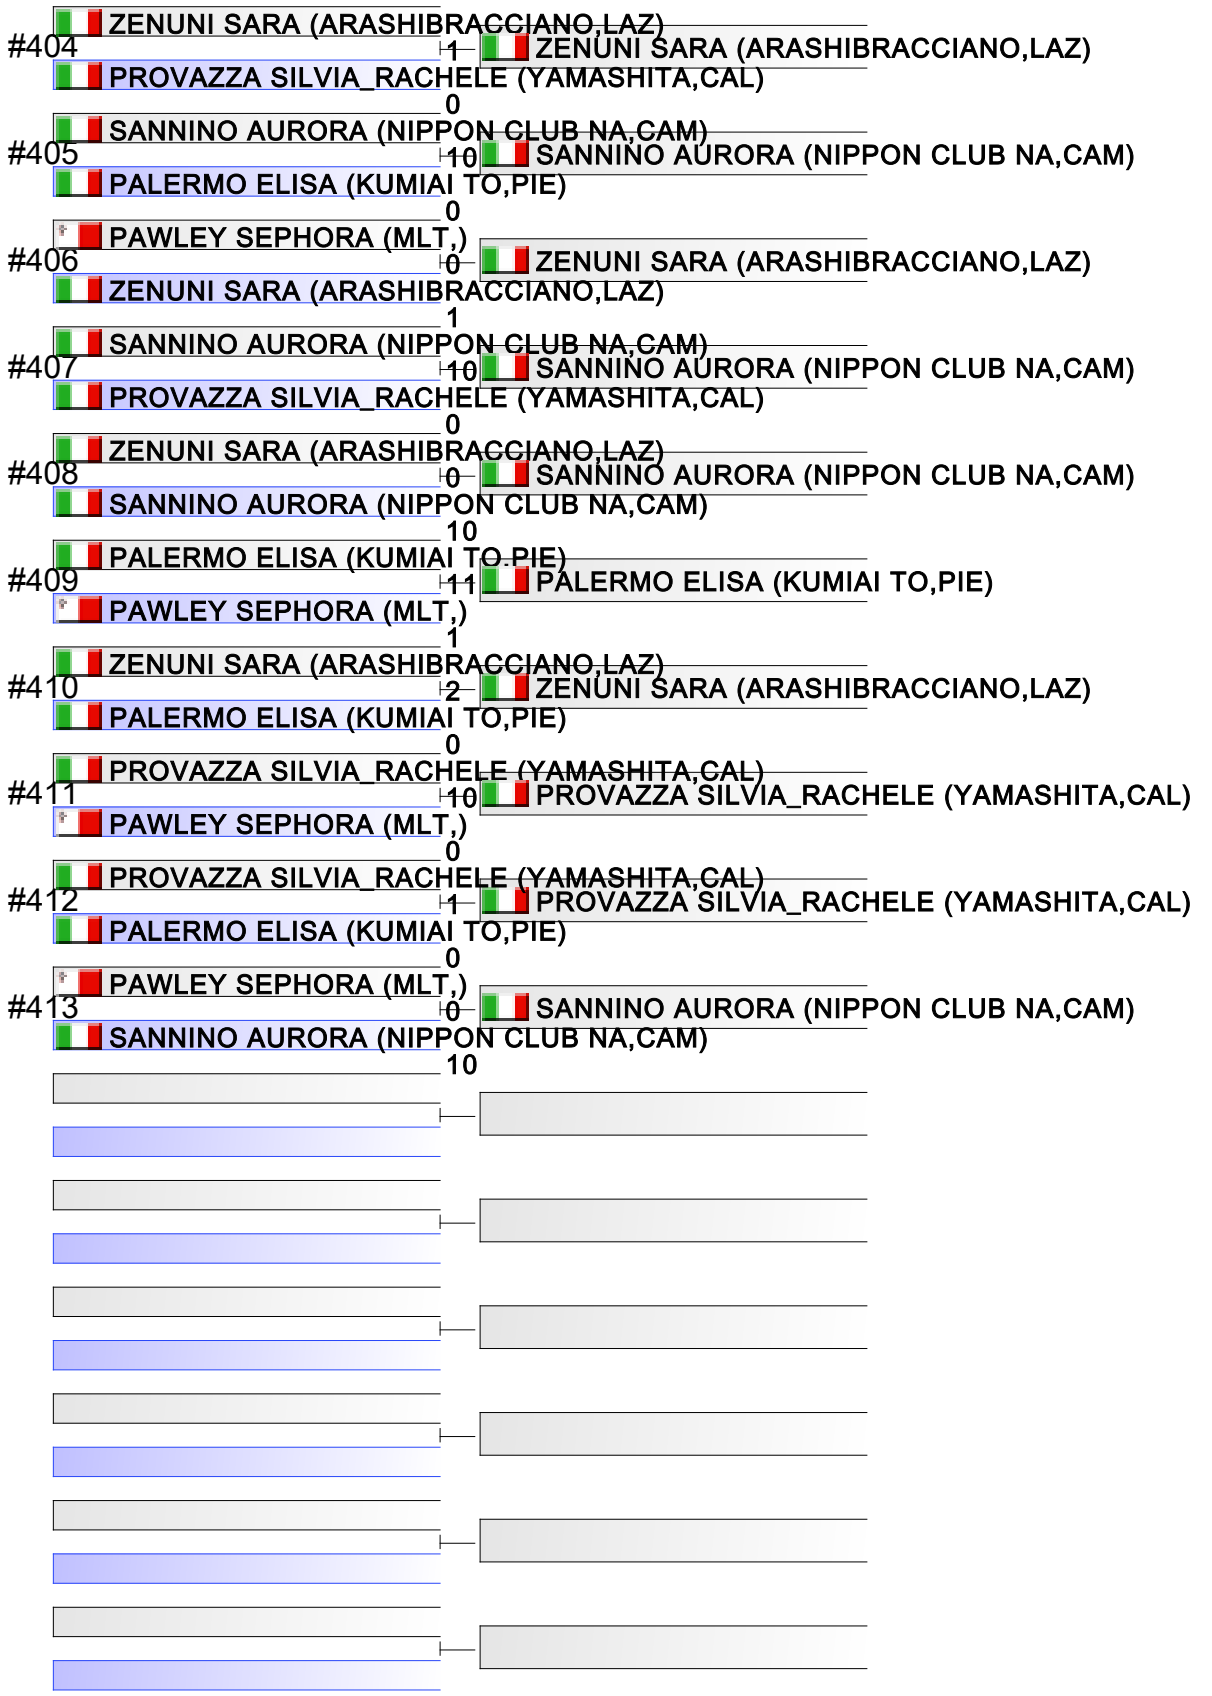 ZENUNI SARA (ARASHIBRACCIANO,LAZ)
#404
1
ZENUNI SARA (ARASHIBRACCIANO,LAZ)
PROVAZZA SILVIA_RACHELE (YAMASHITA,CAL)
0
SANNINO AURORA (NIPPON CLUB NA,CAM)
#405
10
SANNINO AURORA (NIPPON CLUB NA,CAM)
PALERMO ELISA (KUMIAI TO,PIE)
0
PAWLEY SEPHORA (MLT,)
#406
0
ZENUNI SARA (ARASHIBRACCIANO,LAZ)
ZENUNI SARA (ARASHIBRACCIANO,LAZ)
1
SANNINO AURORA (NIPPON CLUB NA,CAM)
#407
10
SANNINO AURORA (NIPPON CLUB NA,CAM)
PROVAZZA SILVIA_RACHELE (YAMASHITA,CAL)
0
ZENUNI SARA (ARASHIBRACCIANO,LAZ)
#408
0
SANNINO AURORA (NIPPON CLUB NA,CAM)
SANNINO AURORA (NIPPON CLUB NA,CAM)
10
PALERMO ELISA (KUMIAI TO,PIE)
#409
11
PALERMO ELISA (KUMIAI TO,PIE)
PAWLEY SEPHORA (MLT,)
1
ZENUNI SARA (ARASHIBRACCIANO,LAZ)
#410
2
ZENUNI SARA (ARASHIBRACCIANO,LAZ)
PALERMO ELISA (KUMIAI TO,PIE)
0
PROVAZZA SILVIA_RACHELE (YAMASHITA,CAL)
#411
10
PROVAZZA SILVIA_RACHELE (YAMASHITA,CAL)
PAWLEY SEPHORA (MLT,)
0
PROVAZZA SILVIA_RACHELE (YAMASHITA,CAL)
#412
1
PROVAZZA SILVIA_RACHELE (YAMASHITA,CAL)
PALERMO ELISA (KUMIAI TO,PIE)
0
PAWLEY SEPHORA (MLT,)
#413
0
SANNINO AURORA (NIPPON CLUB NA,CAM)
SANNINO AURORA (NIPPON CLUB NA,CAM)
10